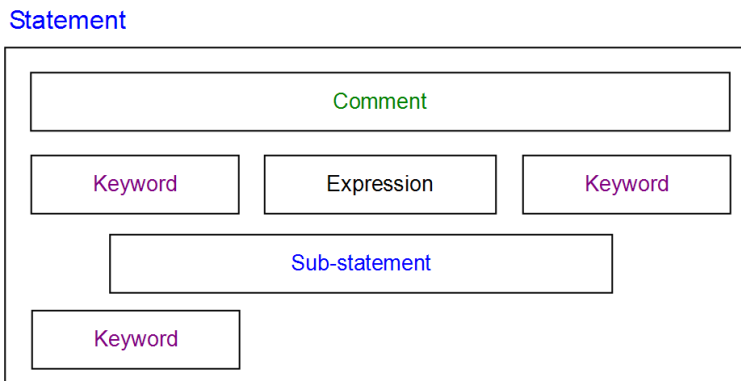 Statement
Comment
Keyword Expression Keyword
Sub-statement
Keyword